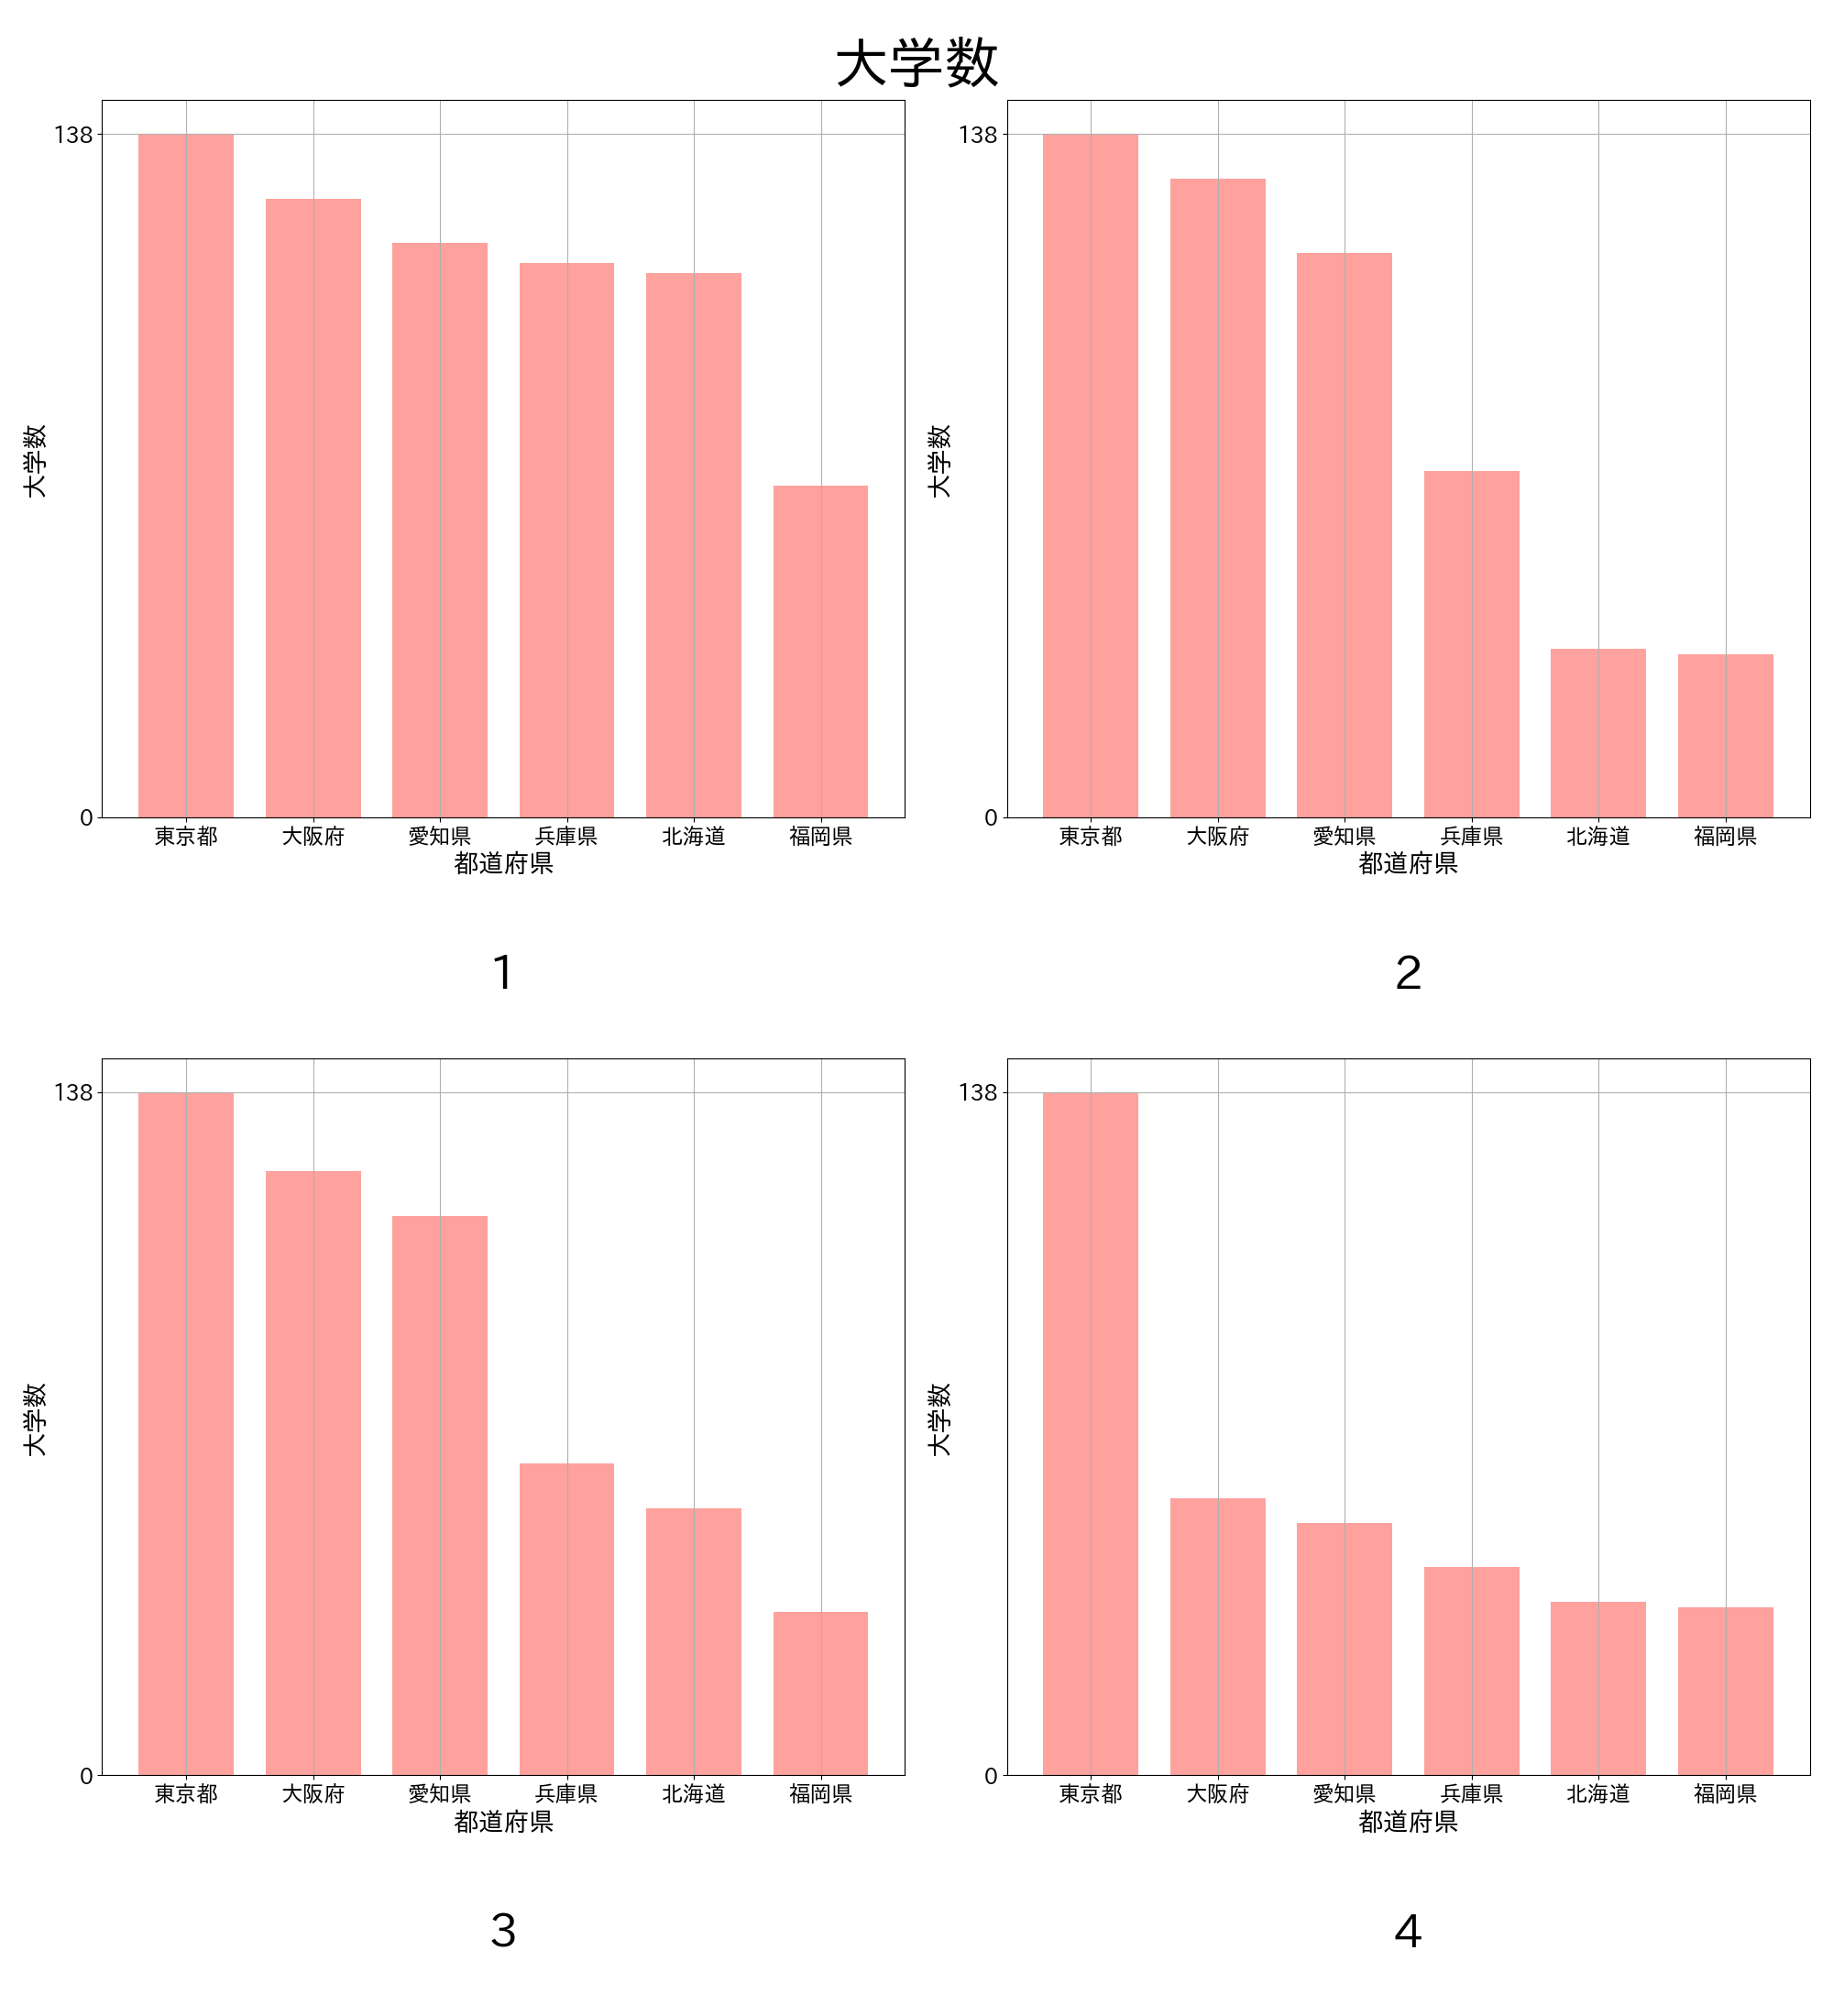 大学数
138
0
大学数
東京都 大阪府 愛知県 兵庫県 北海道 福岡県
都道府県
1
138
0
大学数
東京都 大阪府 愛知県 兵庫県 北海道 福岡県
都道府県
2
138
0
大学数
東京都 大阪府 愛知県 兵庫県 北海道 福岡県
都道府県
3
138
0
大学数
東京都 大阪府 愛知県 兵庫県 北海道 福岡県
都道府県
4